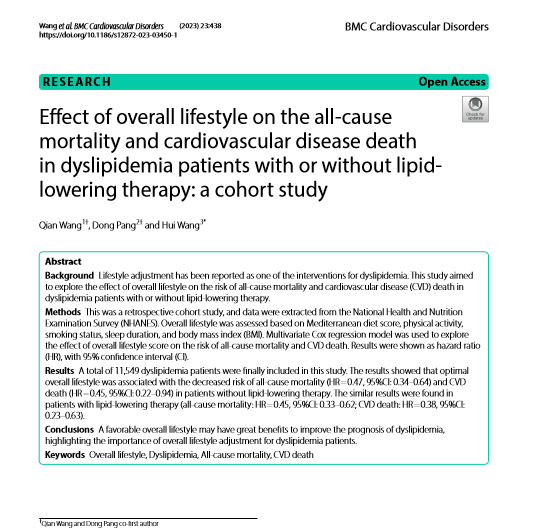 Wang et al. BMC Cardiovascular Disorders (2023) 23:438
https://doi.org/10.1186/s12872-023-03450-1
BMC Cardiovascular Disorders
RESEARCH
Open Access
Check for
updates
Effect of overall lifestyle on the all-cause
mortality and cardiovascular disease death
in dyslipidemia patients with or without lipid-
lowering therapy: a cohort study
Qian Wang1†, Dong Pang2† and Hui Wang3*
Abstract
Background Lifestyle adjustment has been reported as one of the interventions for dyslipidemia. This study aimed
to explore the effect of overall lifestyle on the risk of all-cause mortality and cardiovascular disease (CVD) death in
dyslipidemia patients with or without lipid-lowering therapy.
Methods This was a retrospective cohort study, and data were extracted from the National Health and Nutrition
Examination Survey (NHANES). Overall lifestyle was assessed based on Mediterranean diet score, physical activity,
smoking status, sleep duration, and body mass index (BMI). Multivariate Cox regression model was used to explore
the effect of overall lifestyle score on the risk of all-cause mortality and CVD death. Results were shown as hazard ratio
(HR), with 95% confidence interval (CI).
Results A total of 11,549 dyslipidemia patients were finally included in this study. The results showed that optimal
overall lifestyle was associated with the decreased risk of all-cause mortality (HR=0.47, 95%CI: 0.34–0.64) and CVD
death (HR=0.45, 95%CI: 0.22–0.94) in patients without lipid-lowering therapy. The similar results were found in
patients with lipid-lowering therapy (all-cause mortality: HR=0.45, 95%CI: 0.33–0.62; CVD death: HR=0.38, 95%CI:
0.23–0.63).
Conclusions A favorable overall lifestyle may have great benefits to improve the prognosis of dyslipidemia,
highlighting the importance of overall lifestyle adjustment for dyslipidemia patients.
Keywords Overall lifestyle, Dyslipidemia, All-cause mortality, CVD death
†Qian Wang and Dong Pang co-first author